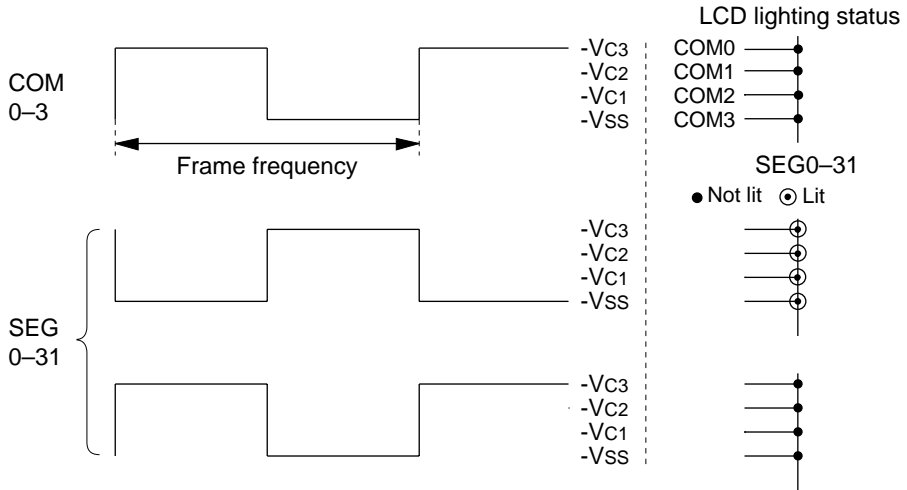 LCD lighting status
COM
0–3
-VC3
-VC2
-VC1
-VSS
COM0
COM1
COM2
COM3
Frame frequency
SEG0–31
Not lit
Lit
SEG
0–31
-VC3
-VC2
-VC1
-VSS
-VC3
-VC2
-VC1
-VSS